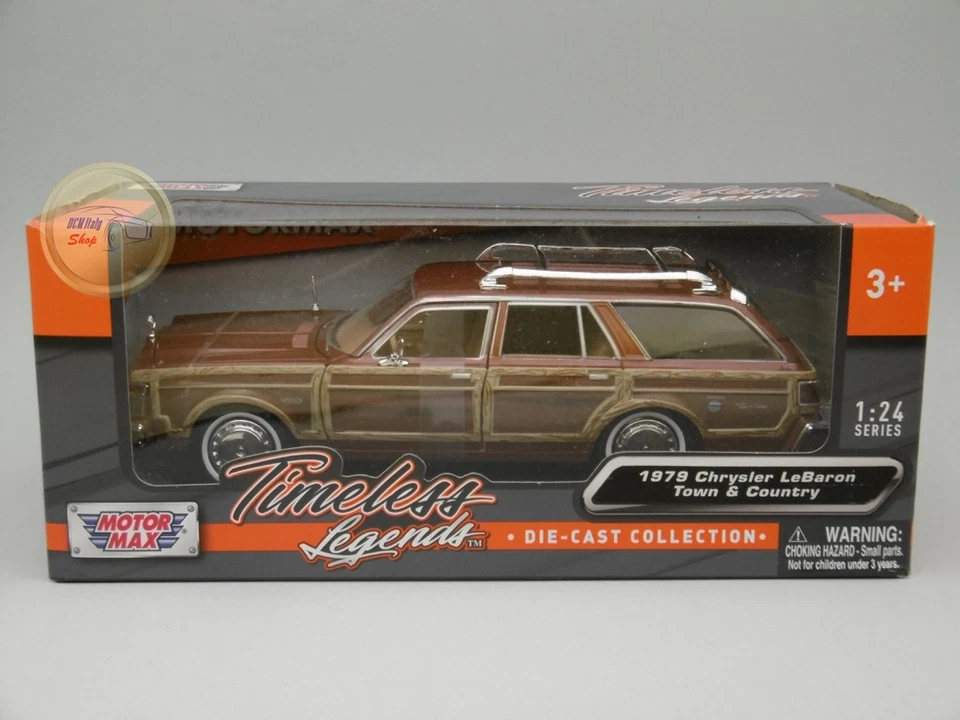 DCM Italy
Shop
Timeless
Legends
MOTORMAX
3+
1:24
SERIES
1979 Chrysler LeBaron
Town & Country
Timeless
Legends™
MOTOR
MAX
• DIE-CAST COLLECTION •
WARNING:
CHOKING HAZARD - Small parts.
Not for children under 3 years.